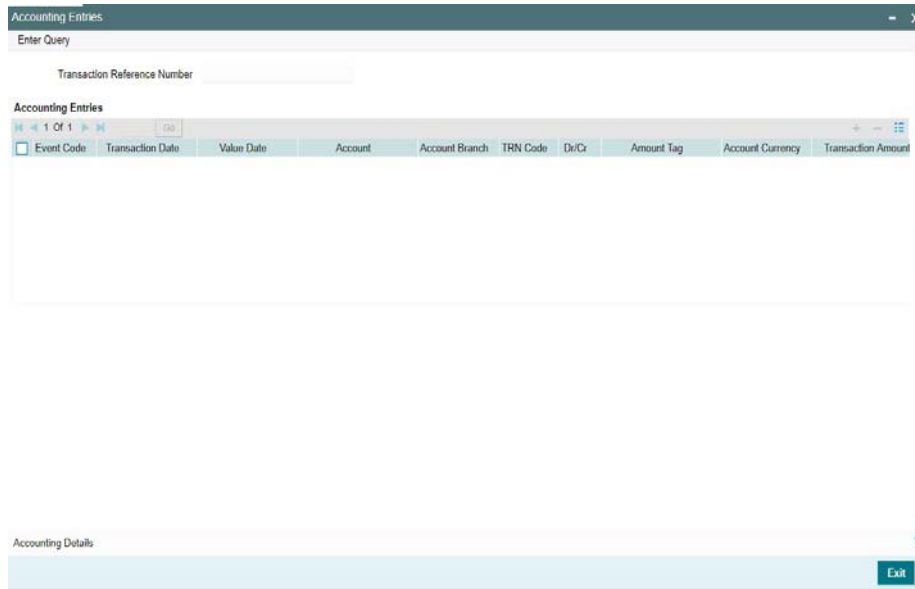 Accounting Entries
Enter Query
Transaction Reference Number
Accounting Entries
1 Of 1 Go
Event Code Transaction Date Value Date Account Account Branch TRN Code Dr/Cr Amount Tag Account Currency Transaction Amount
Accounting Details
Exit